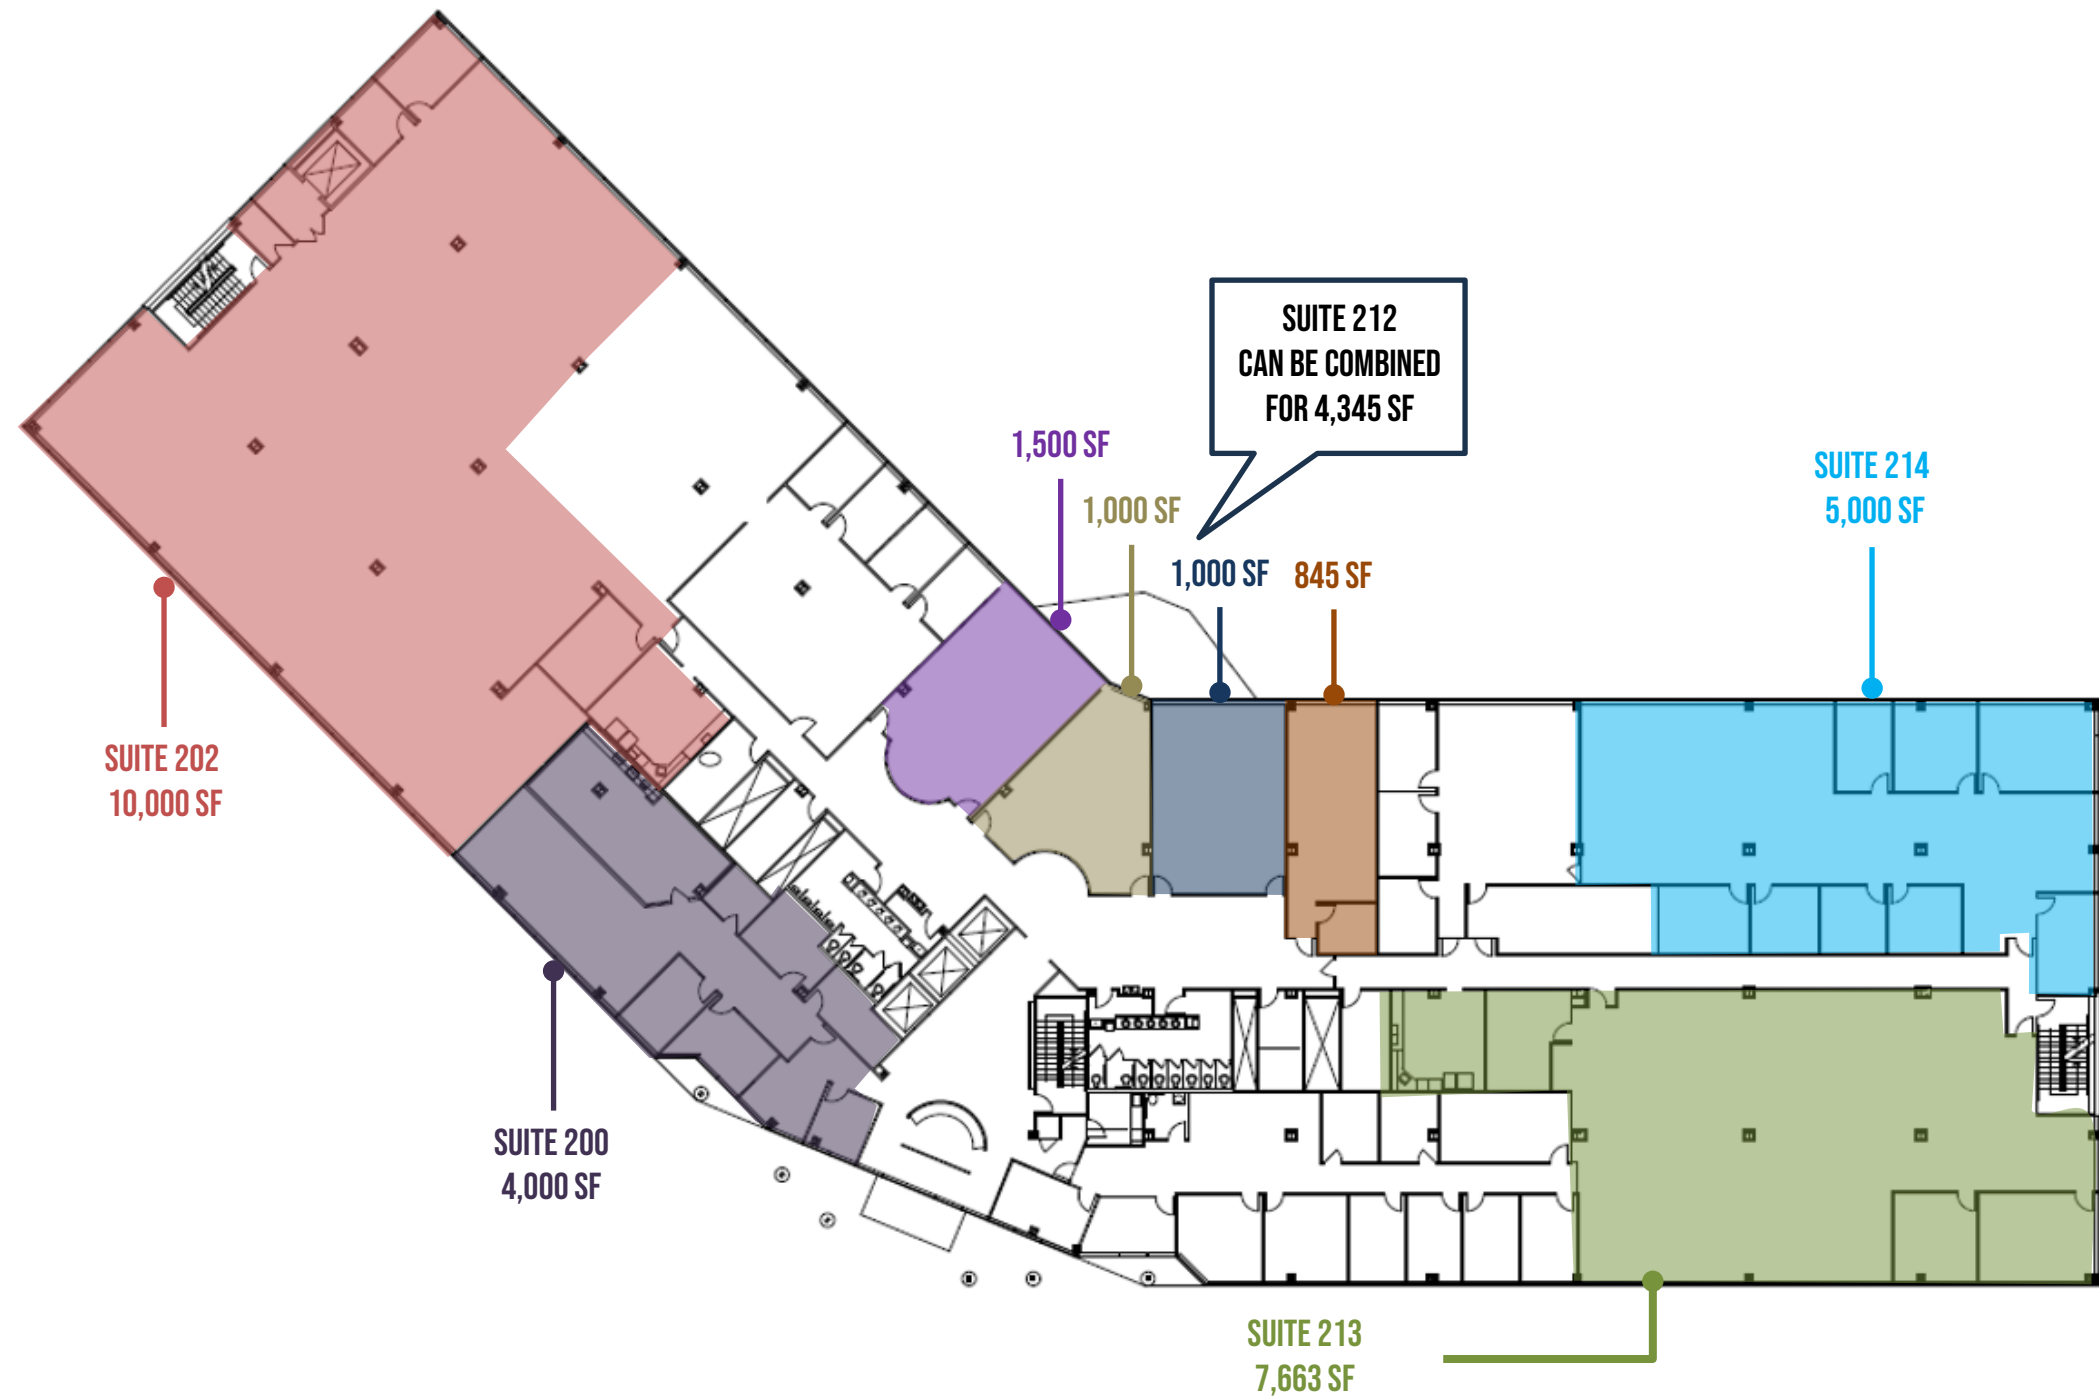 SUITE 212
CAN BE COMBINED
FOR 4,345 SF
1,500 SF
1,000 SF
1,000 SF
845 SF
SUITE 214
5,000 SF
SUITE 202
10,000 SF
SUITE 200
4,000 SF
SUITE 213
7,663 SF